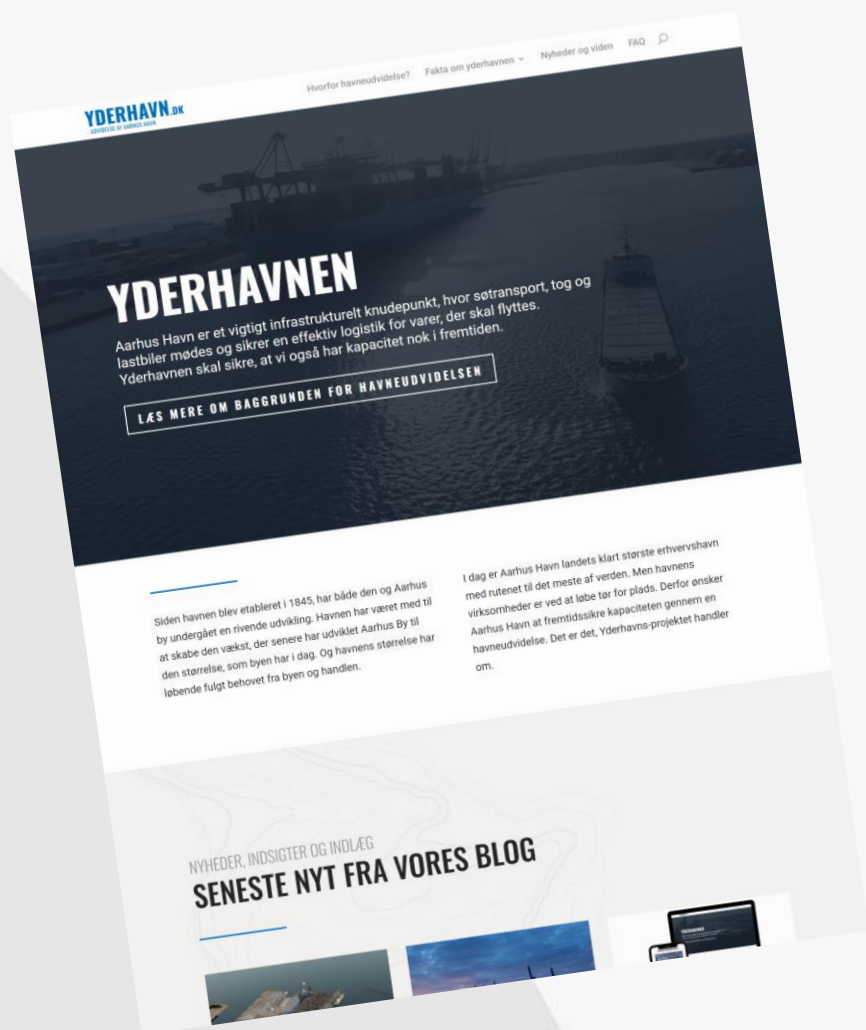 YDERHAVN.DK
- UDVIDELSE AF AARHUS HAVN
Hvorfor havneudvidelse? Fakta om yderhavnen Nyheder og viden FAQ
YDERHAVNEN
Aarhus Havn er et vigtigt infrastrukturelt knudepunkt, hvor søtransport, tog og
lastbiler mødes og sikrer en effektiv logistik for varer, der skal flyttes.
Yderhavnen skal sikre, at vi også har kapacitet nok i fremtiden.
LÆS MERE OM BAGGRUNDEN FOR HAVNEUDVIDELSEN
Siden havnen blev etableret i 1845, har både den og Aarhus
by undergået en rivende udvikling. Havnen har været med til
at skabe den vækst, der senere har udviklet Aarhus By til
den størrelse, som byen har i dag. Og havnens størrelse har
løbende fulgt behovet fra byen og handlen.
I dag er Aarhus Havn landets klart største erhvervshavn
med rutenet til det meste af verden. Men havnens
virksomheder er ved at løbe tør for plads. Derfor ønsker
Aarhus Havn at fremtidssikre kapaciteten gennem en
havneudvidelse. Det er det, Yderhavns-projektet handler
om.
NYHEDER, INDSIGTER OG INDLÆG
SENESTE NYT FRA VORES BLOG
YDERHAVNEN